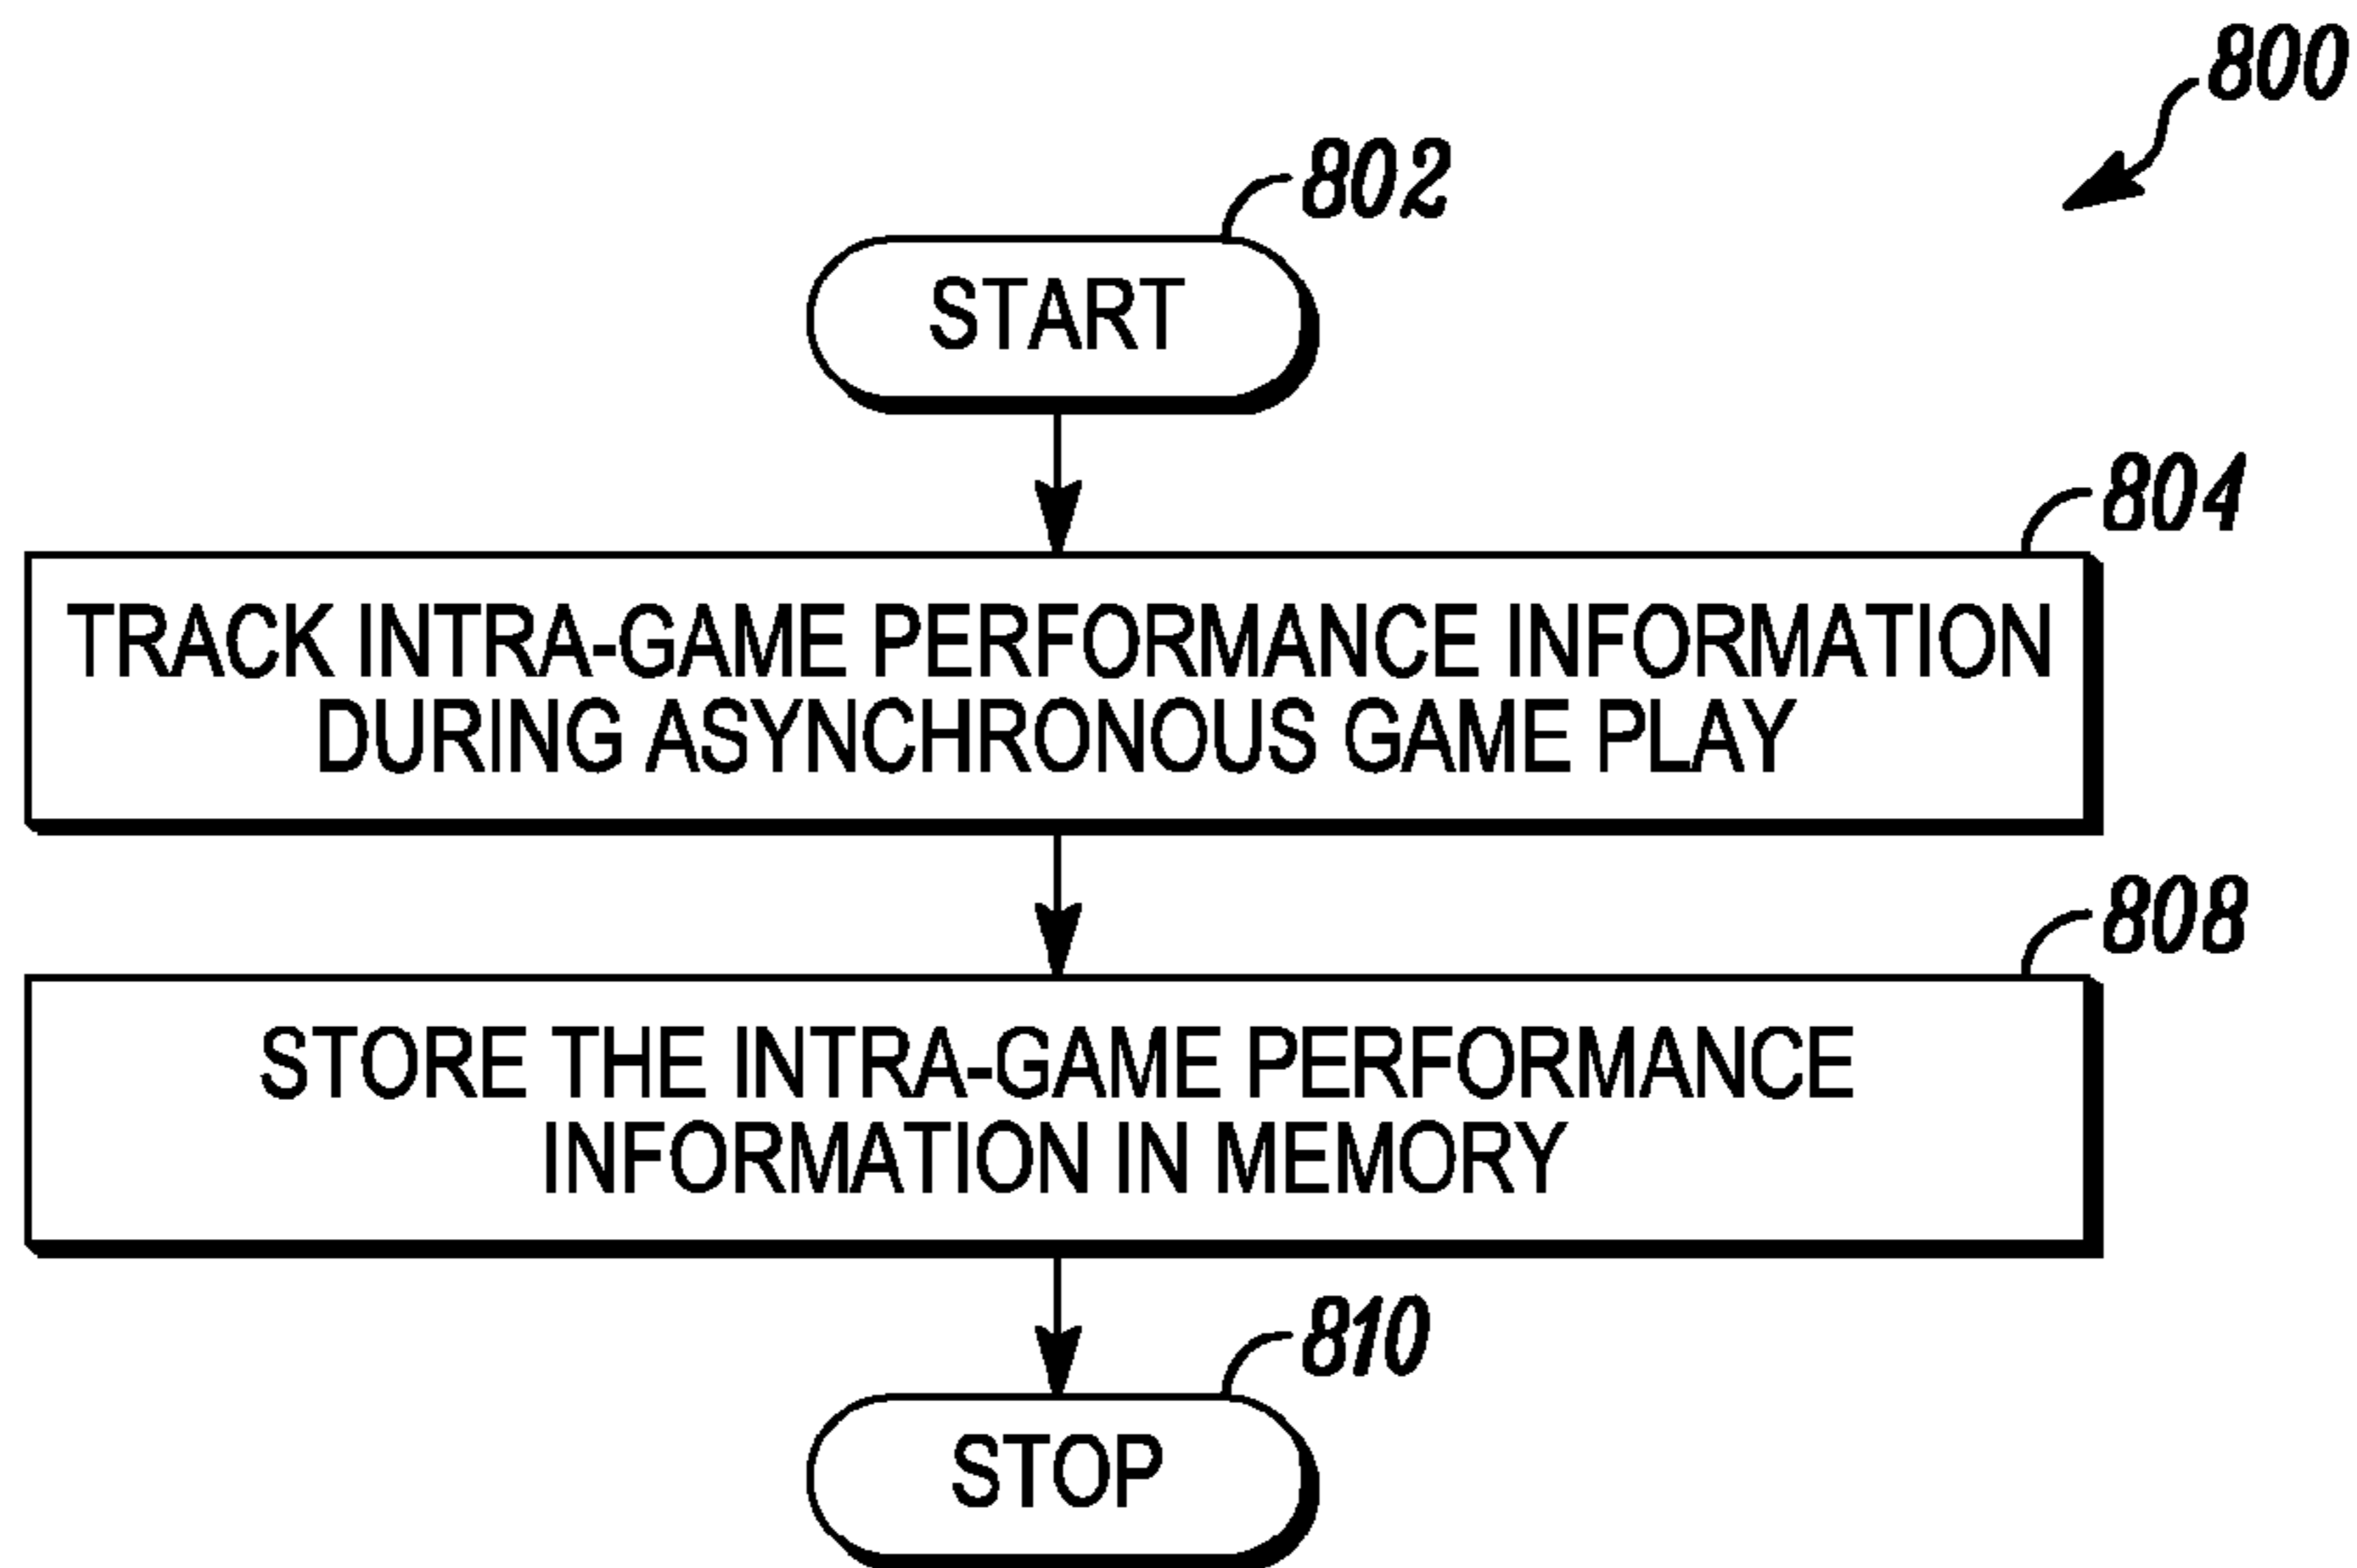 800
802
START
804
TRACK INTRA-GAME PERFORMANCE INFORMATION
DURING ASYNCHRONOUS GAME PLAY
808
STORE THE INTRA-GAME PERFORMANCE
INFORMATION IN MEMORY
810
STOP